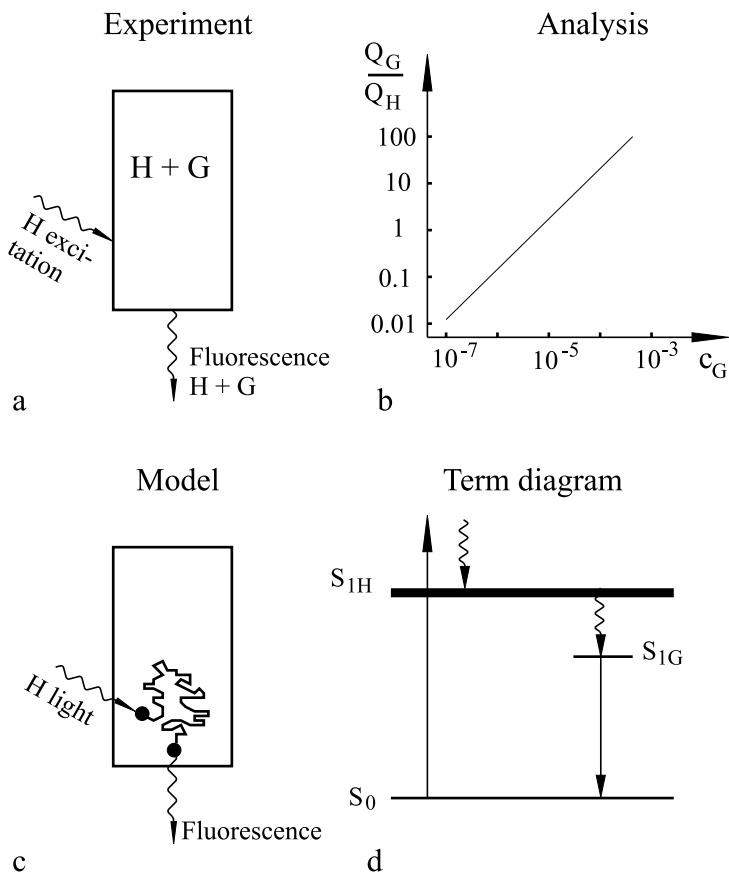 Experiment
H + G
H exci-
tation
Fluorescence
H + G
a
Analysis
Q_G
Q_H
100
10
1
0.1
0.01
10^-7
10^-5
10^-3
c_G
b
Model
H light
Fluorescence
c
Term diagram
S_1H
S_1G
S_0
d